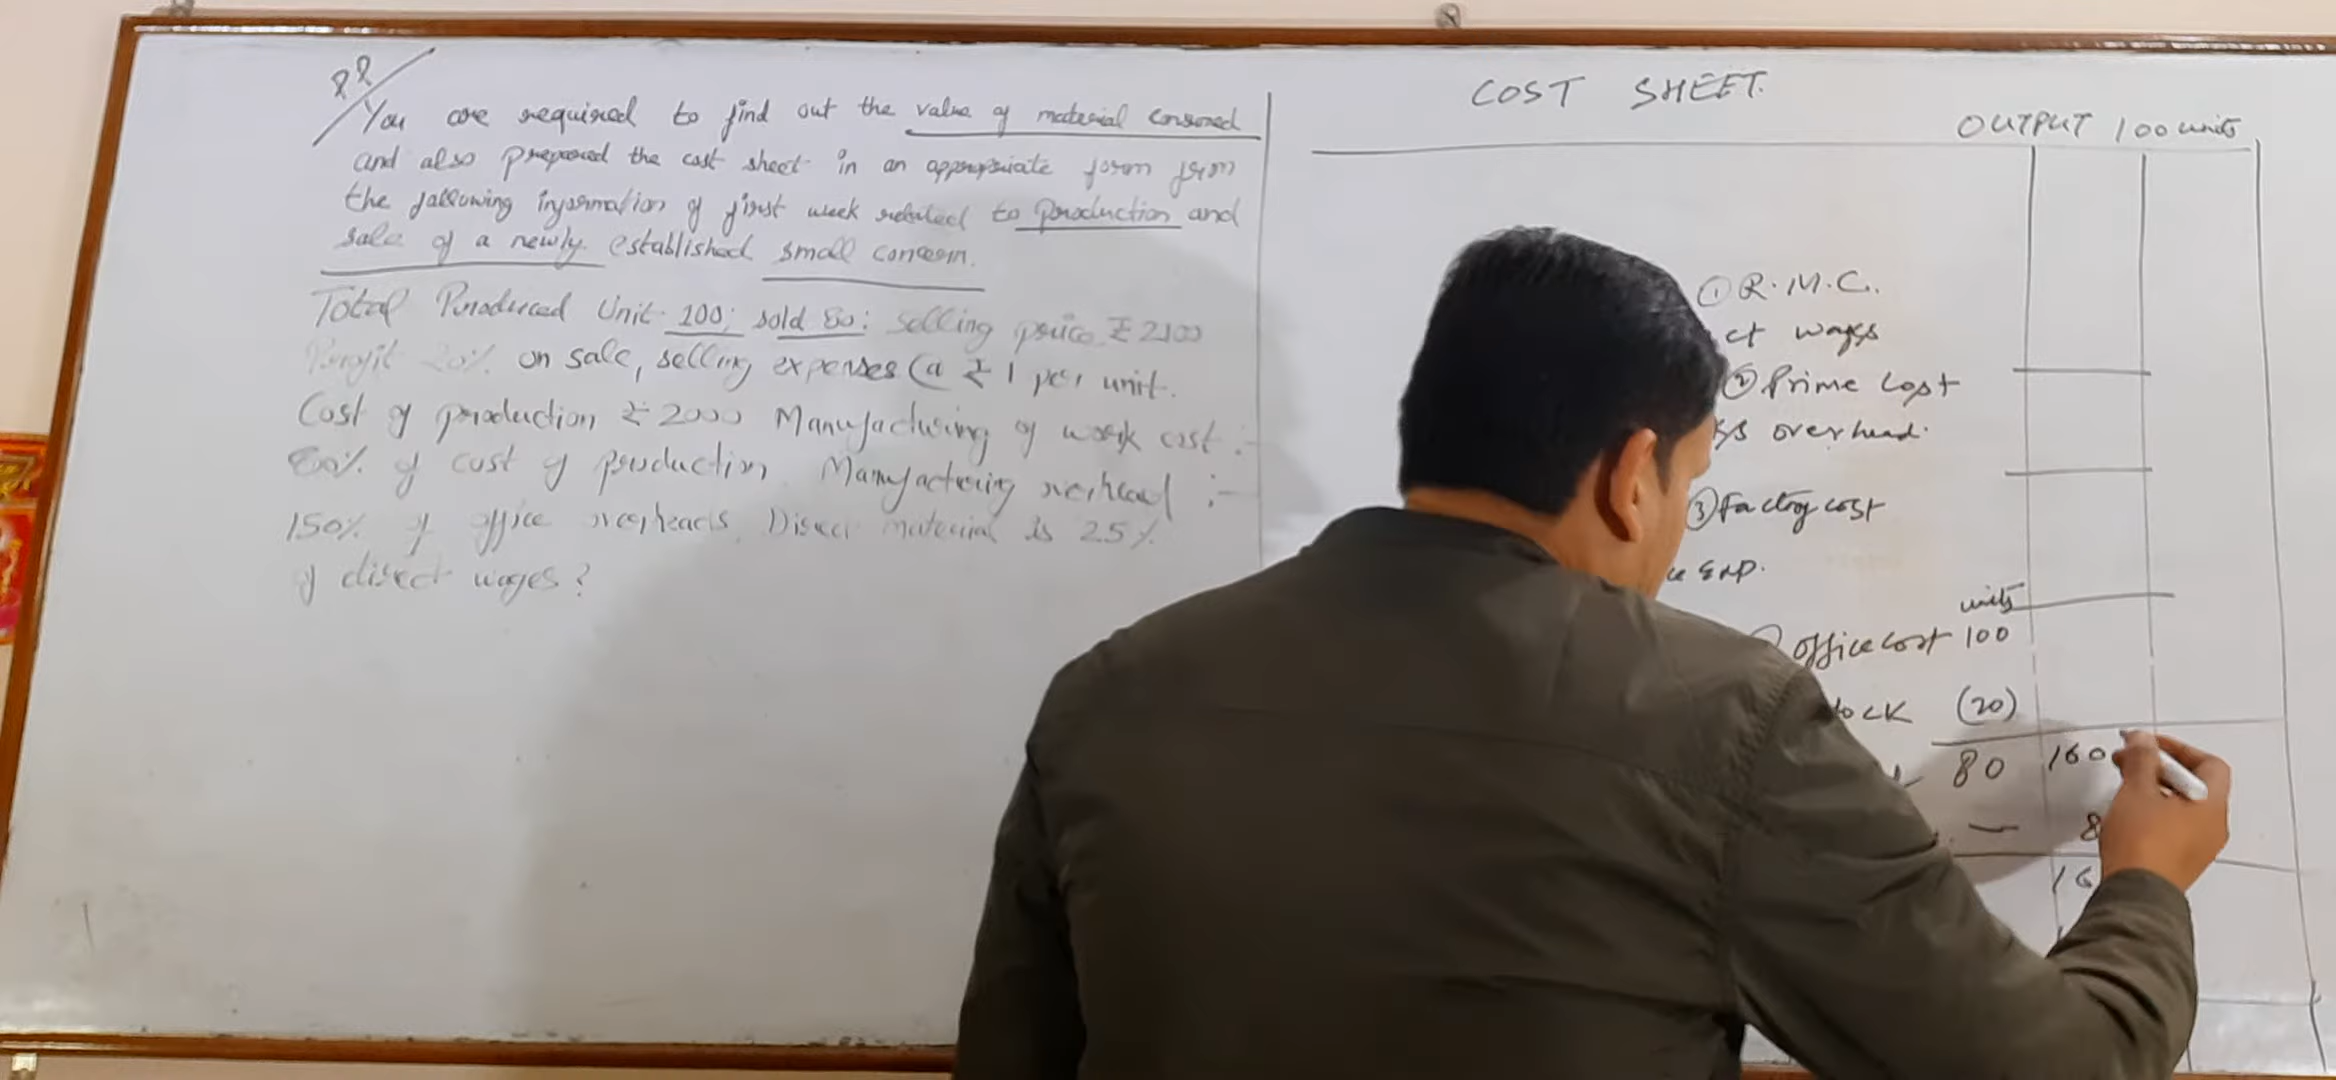 22
You are required to find out the value of material consumed
and also prepared the cost sheet in an appropriate form from
the following information of first week related to production and
sale of a newly established small concern.
Total Produced Unit 100; sold 80: selling price ₹ 2100
Profit 20% on sale, selling expenses @ ₹ 1 per unit.
Cost of production ₹ 2000 Manufacturing of work cost :-
80% of cost of production. Manufacturing overhead :-
150% of office overheads. Direct material is 25%
of direct wages?
COST SHEET.
OUTPUT 100 units
① R.M.C.
ct wages
② Prime Cost
overhead.
③ Factory cost
Exp.
units
office cost 100
tock (20)
80 160
— 8
16